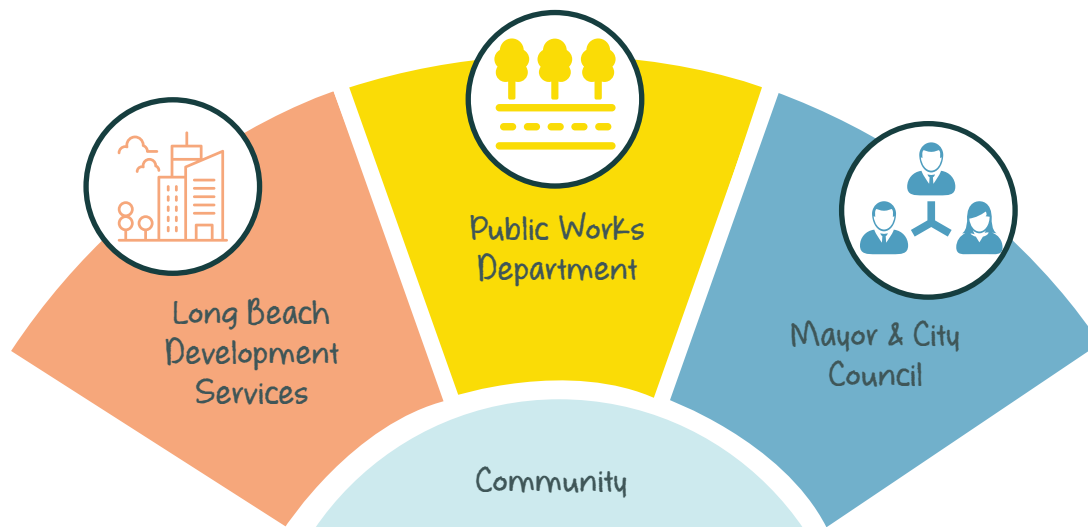 Long Beach
Development
Services
Public Works
Department
Mayor & City
Council
Community